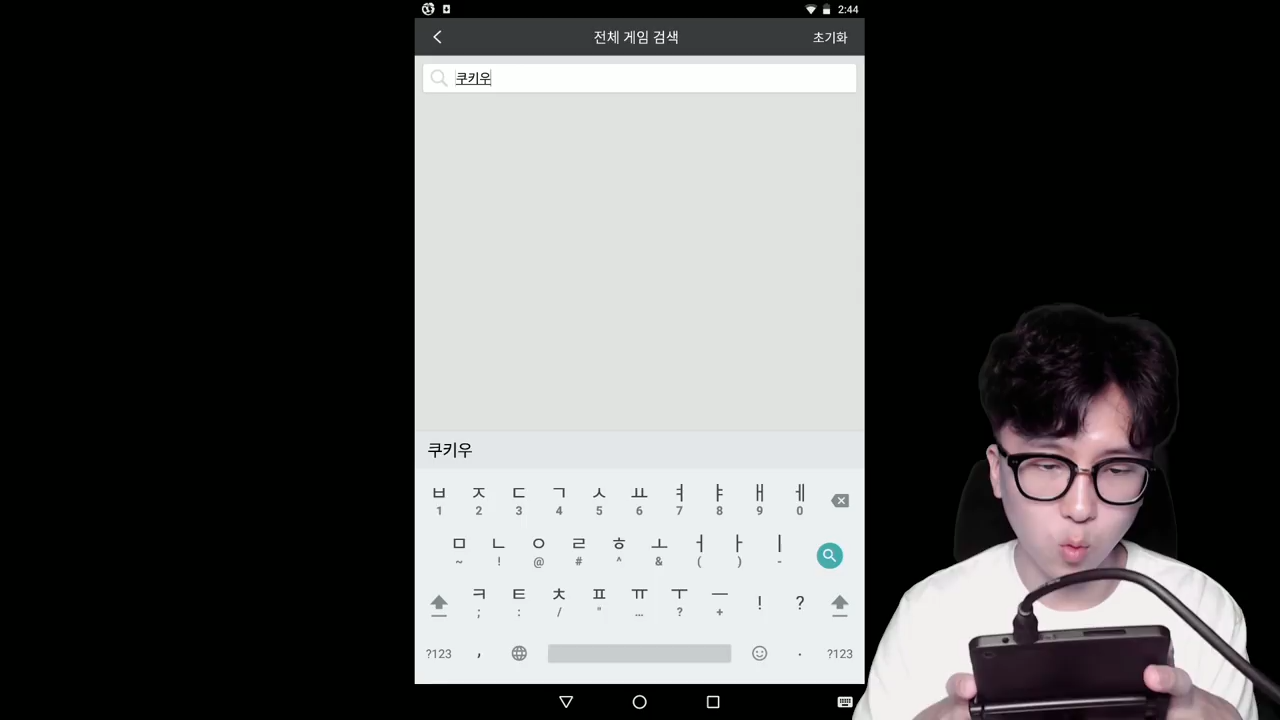 2:44
전체 게임 검색
초기화
쿠키우
쿠키우
ㅂ ㅈ ㄷ ㄱ ㅅ ㅛ ㅕ ㅑ ㅐ ㅔ
1 2 3 4 5 6 7 8 9 0
ㅁ ㄴ ㅇ ㄹ ㅎ ㅗ ㅓ ㅏ ㅣ
~ ! @ # ^ & ( ) -
ㅋ ㅌ ㅊ ㅍ ㅠ ㅜ ㅡ ! ?
; : / " … ? +
?123 , . ?123